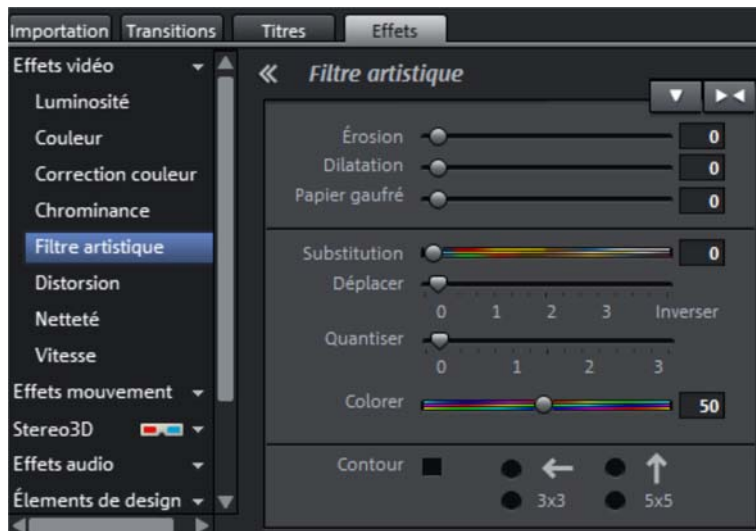 Importation Transitions Titres Effets
Effets vidéo
Luminosité
Couleur
Correction couleur
Chrominance
Filtre artistique
Distorsion
Netteté
Vitesse
Effets mouvement
Stereo3D
Effets audio
Élements de design
Filtre artistique
Érosion 0
Dilatation 0
Papier gaufré 0
Substitution 0
Déplacer
0 1 2 3 Inverser
Quantiser
0 1 2 3
Colorer 50
Contour
3x3 5x5